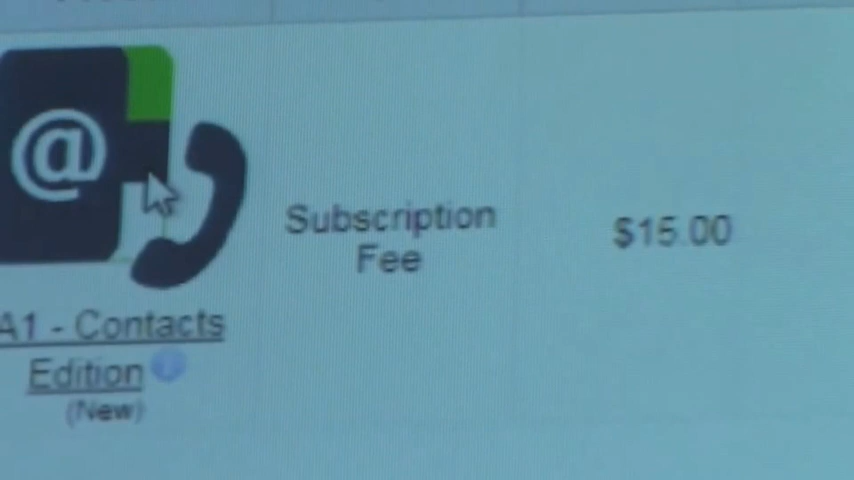 @
Subscription
Fee
$15.00
A1 - Contacts
Edition
(New)